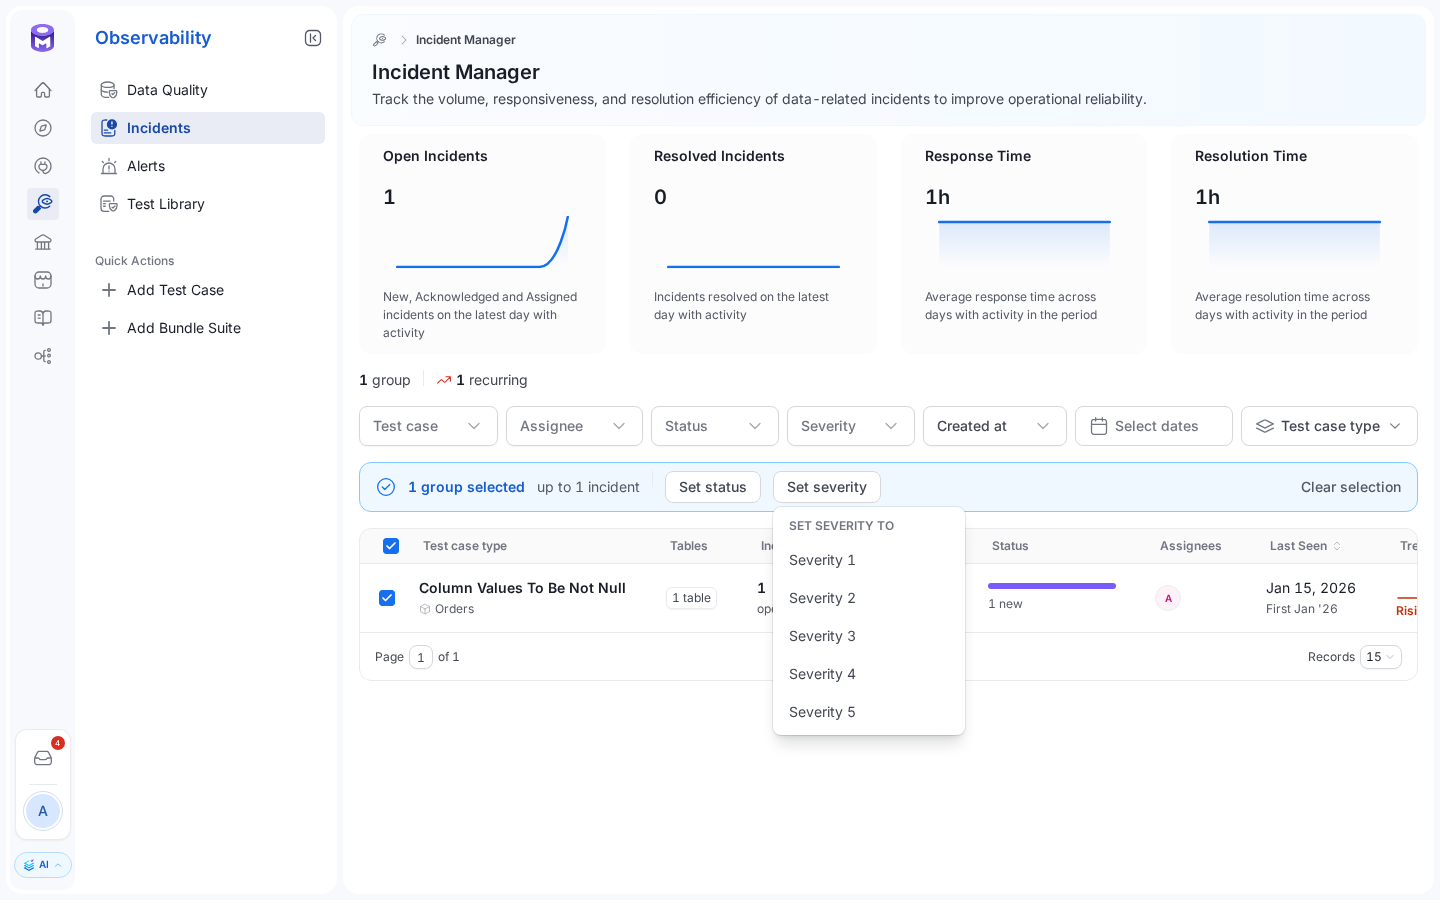 Observability
Data Quality
Incidents
Alerts
Test Library
Quick Actions
Add Test Case
Add Bundle Suite
4
A
AI
Incident Manager
Incident Manager
Track the volume, responsiveness, and resolution efficiency of data-related incidents to improve operational reliability.
Open Incidents
1
New, Acknowledged and Assigned
incidents on the latest day with
activity
Resolved Incidents
0
Incidents resolved on the latest
day with activity
Response Time
1h
Average response time across
days with activity in the period
Resolution Time
1h
Average resolution time across
days with activity in the period
1 group 1 recurring
Test case Assignee Status Severity Created at Select dates Test case type
1 group selected up to 1 incident Set status Set severity Clear selection
SET SEVERITY TO
Severity 1
Severity 2
Severity 3
Severity 4
Severity 5
Test case type Tables Status Assignees Last Seen
Column Values To Be Not Null
Orders
1 table
1
1 new
A
Jan 15, 2026
First Jan '26
Page 1 of 1
Records 15